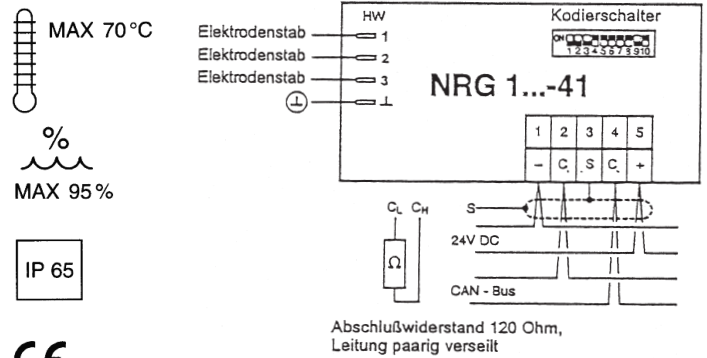 MAX 70°C
%
MAX 95%
IP 65
CE
HW
Elektrodenstab 1
Elektrodenstab 2
Elektrodenstab 3
Kodierschalter
ON
1 2 3 4 5 6 7 8 9 10
NRG 1...-41
1 2 3 4 5
– C S C +
CL CH
S
24V DC
Ω
CAN - Bus
Abschlußwiderstand 120 Ohm,
Leitung paarig verseilt